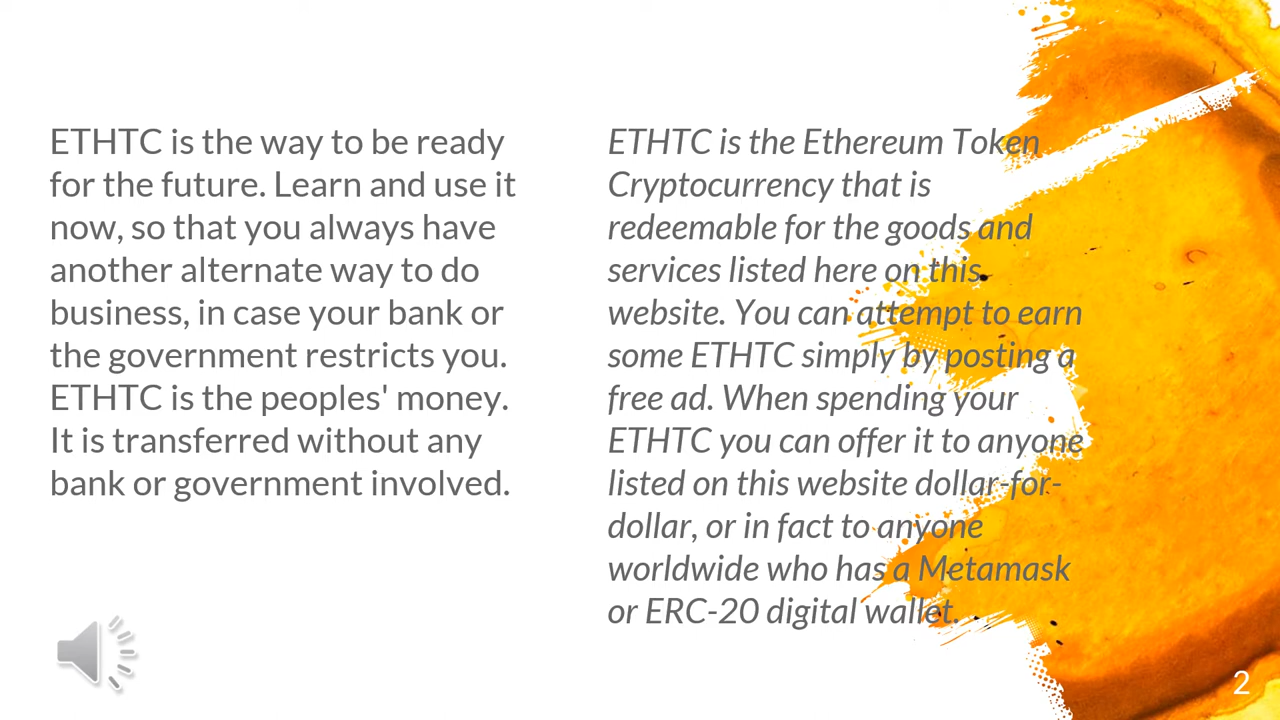 ETHTC is the way to be ready
for the future. Learn and use it
now, so that you always have
another alternate way to do
business, in case your bank or
the government restricts you.
ETHTC is the peoples' money.
It is transferred without any
bank or government involved.
ETHTC is the Ethereum Token
Cryptocurrency that is
redeemable for the goods and
services listed here on this
website. You can attempt to earn
some ETHTC simply by posting a
free ad. When spending your
ETHTC you can offer it to anyone
listed on this website dollar-for-
dollar, or in fact to anyone
worldwide who has a Metamask
or ERC-20 digital wallet.
2